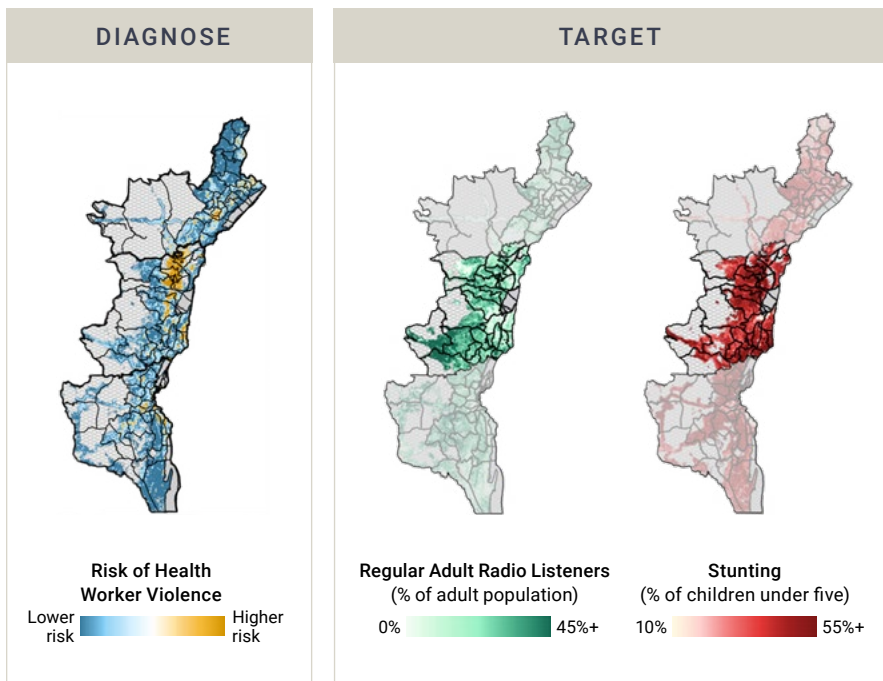 DIAGNOSE
TARGET
Risk of Health
Worker Violence
Lower
risk
Higher
risk
Regular Adult Radio Listeners
(% of adult population)
0%
45%+
Stunting
(% of children under five)
10%
55%+